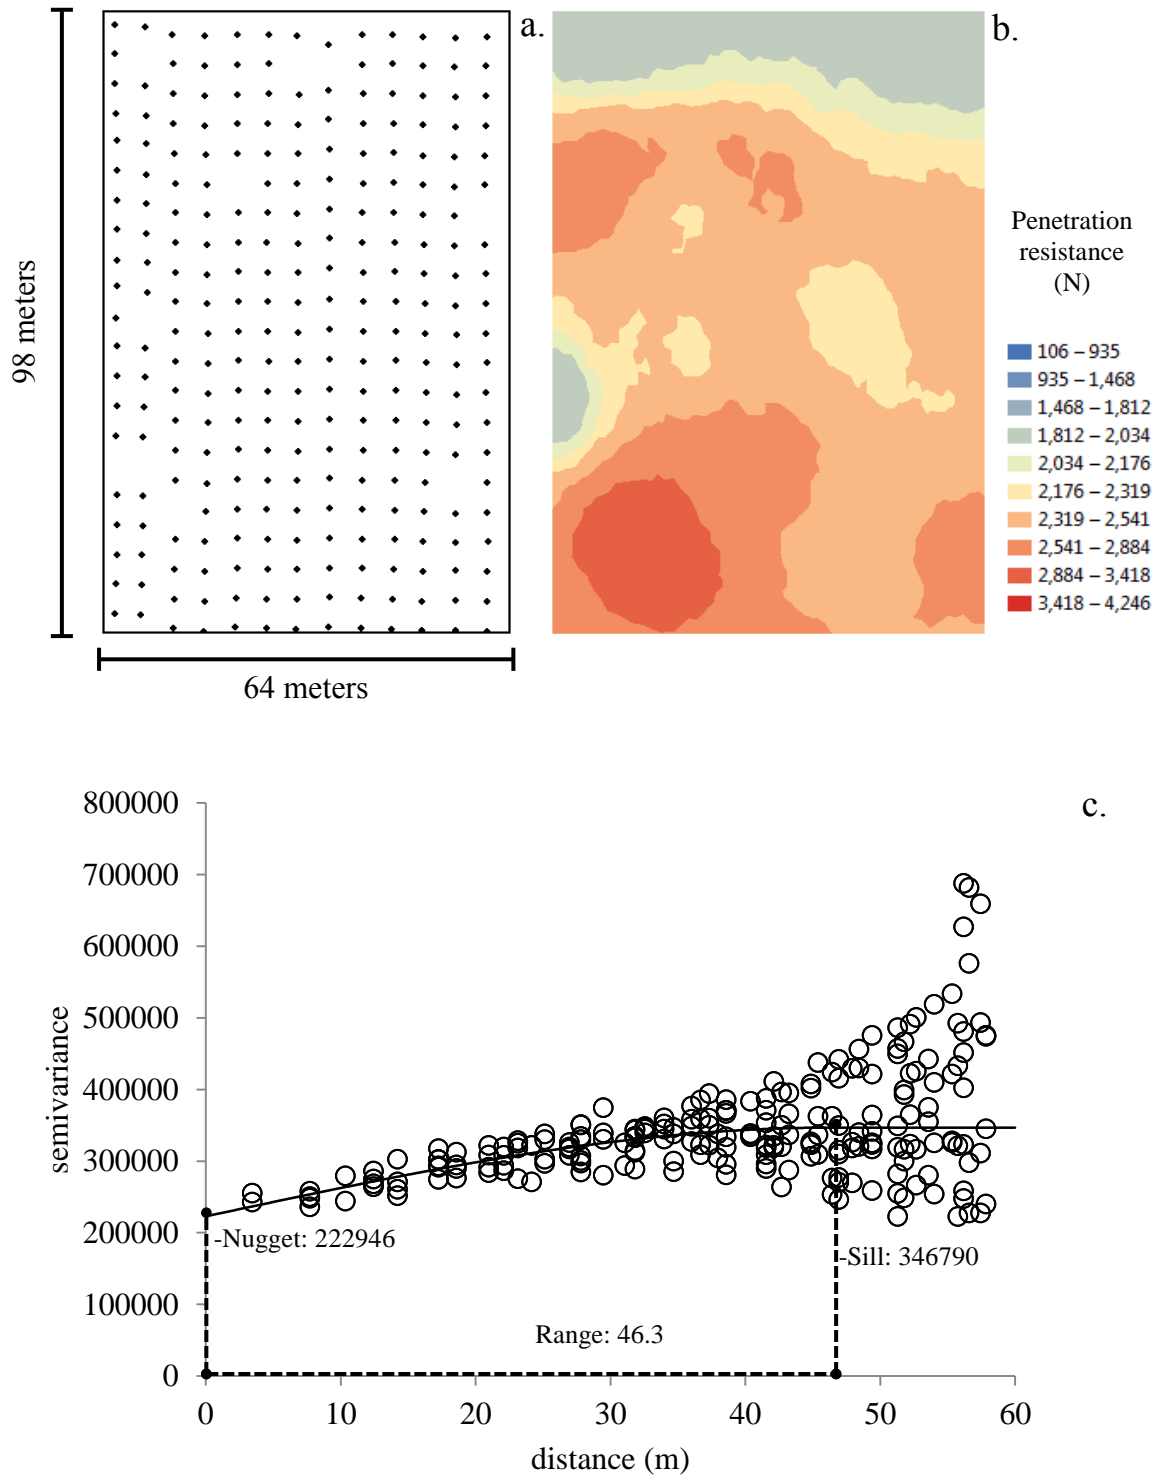 a.
98 meters
64 meters
b.
Penetration
resistance
(N)
106 – 935
935 – 1,468
1,468 – 1,812
1,812 – 2,034
2,034 – 2,176
2,176 – 2,319
2,319 – 2,541
2,541 – 2,884
2,884 – 3,418
3,418 – 4,246
c.
semivariance
800000
700000
600000
500000
400000
300000
200000
100000
0
-Nugget: 222946
-Sill: 346790
Range: 46.3
0 10 20 30 40 50 60
distance (m)